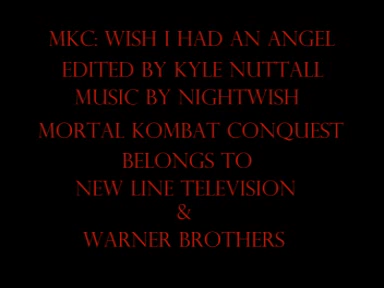 MKC: WISH I HAD AN ANGEL
EDITED BY KYLE NUTTALL
MUSIC BY NIGHTWISH
MORTAL KOMBAT CONQUEST
BELONGS TO
NEW LINE TELEVISION
&
WARNER BROTHERS